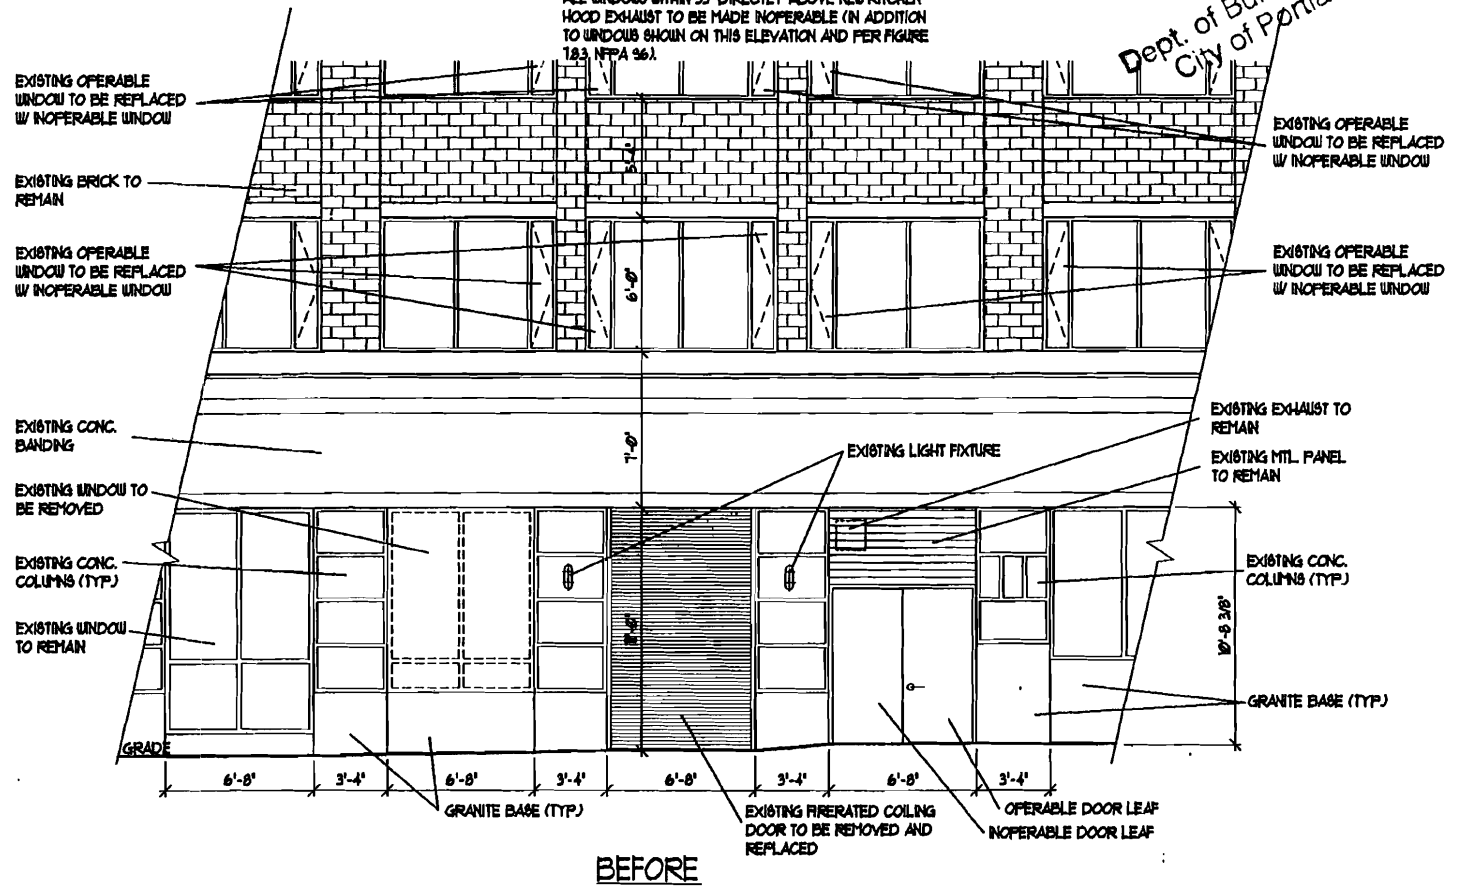 HOOD EXHAUST TO BE MADE INOPERABLE (IN ADDITION
TO WINDOWS SHOWN ON THIS ELEVATION AND PER FIGURE
7.8.3 NFPA 96).
Dept. of
City of
EXISTING OPERABLE
WINDOW TO BE REPLACED
W/ INOPERABLE WINDOW
EXISTING OPERABLE
WINDOW TO BE REPLACED
W/ INOPERABLE WINDOW
5'-4"
EXISTING BRICK TO
REMAIN
EXISTING OPERABLE
WINDOW TO BE REPLACED
W/ INOPERABLE WINDOW
EXISTING OPERABLE
WINDOW TO BE REPLACED
W/ INOPERABLE WINDOW
6'-0"
EXISTING CONC.
BANDING
7'-0"
EXISTING LIGHT FIXTURE
EXISTING EXHAUST TO
REMAIN
EXISTING MTL. PANEL
TO REMAIN
EXISTING WINDOW TO
BE REMOVED
EXISTING CONC.
COLUMNS (TYP.)
EXISTING CONC.
COLUMNS (TYP.)
EXISTING WINDOW
TO REMAIN
10'-8 3/8"
GRANITE BASE (TYP.)
GRADE
6'-8" 3'-4" 6'-8" 3'-4" 6'-8" 3'-4" 6'-8" 3'-4"
GRANITE BASE (TYP.)
EXISTING FIRERATED COILING
DOOR TO BE REMOVED AND
REPLACED
OPERABLE DOOR LEAF
INOPERABLE DOOR LEAF
BEFORE